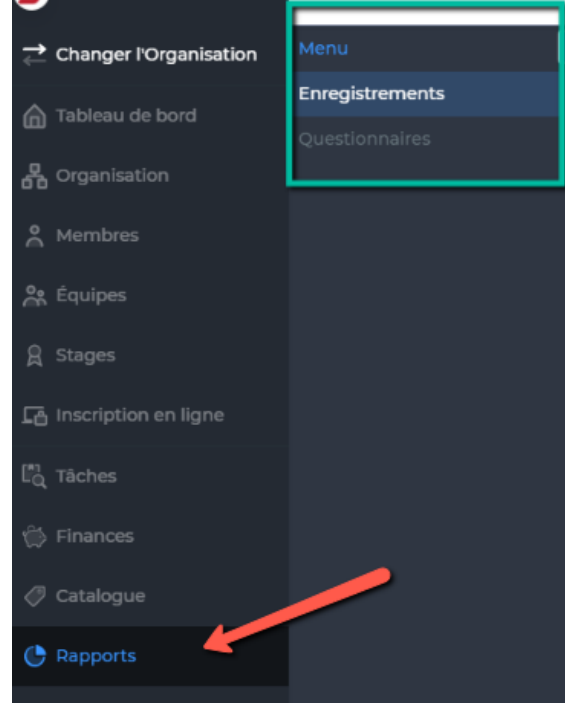 Changer l'Organisation
Tableau de bord
Organisation
Membres
Équipes
Stages
Inscription en ligne
Tâches
Finances
Catalogue
Rapports
Menu
Enregistrements
Questionnaires